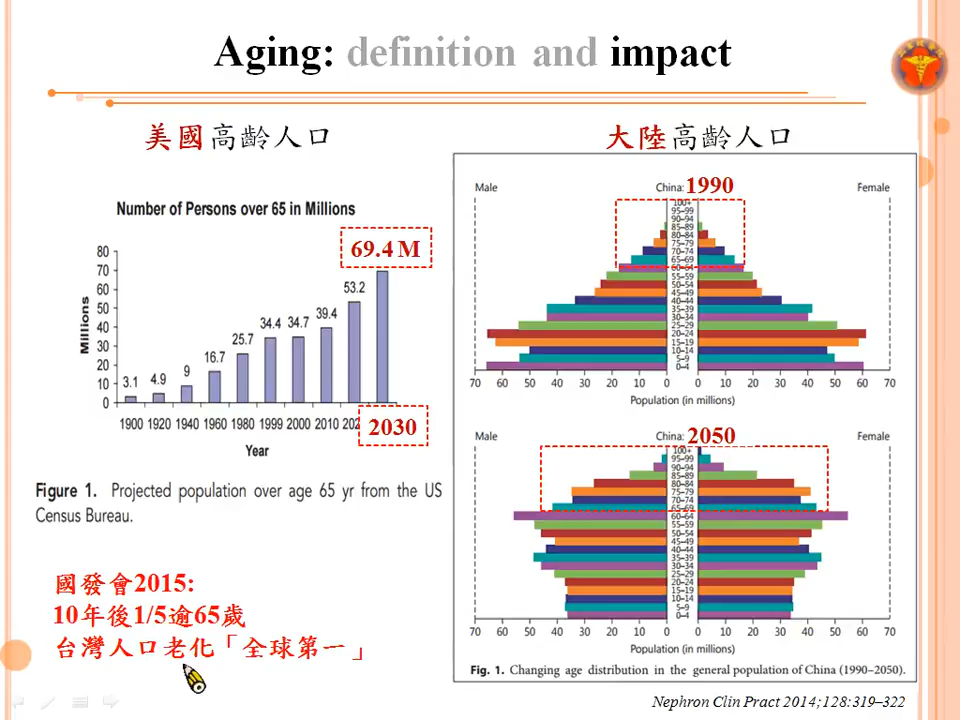 Aging: definition and impact
美國高齡人口
Number of Persons over 65 in Millions
69.4 M
80
70
60
50
40
30
20
10
0
Millions
3.1 4.9 9 16.7 25.7 34.4 34.7 39.4 53.2
1900 1920 1940 1960 1980 1999 2000 2010 202
2030
Year
Figure 1. Projected population over age 65 yr from the US
Census Bureau.
國發會2015:
10年後1/5逾65歲
台灣人口老化「全球第一」
大陸高齡人口
Male China: 1990 Female
100+
95–99
90–94
85–89
80–84
75–79
70–74
65–69
60–64
55–59
50–54
45–49
40–44
35–39
30–34
25–29
20–24
15–19
10–14
5–9
0–4
70 60 50 40 30 20 10 0 0 10 20 30 40 50 60 70
Population (in millions)
Male China: 2050 Female
100+
95–99
90–94
85–89
80–84
75–79
70–74
65–69
60–64
55–59
50–54
45–49
40–44
35–39
30–34
25–29
20–24
15–19
10–14
5–9
0–4
70 60 50 40 30 20 10 0 0 10 20 30 40 50 60 70
Population (in millions)
Fig. 1. Changing age distribution in the general population of China (1990–2050).
Nephron Clin Pract 2014;128:319–322